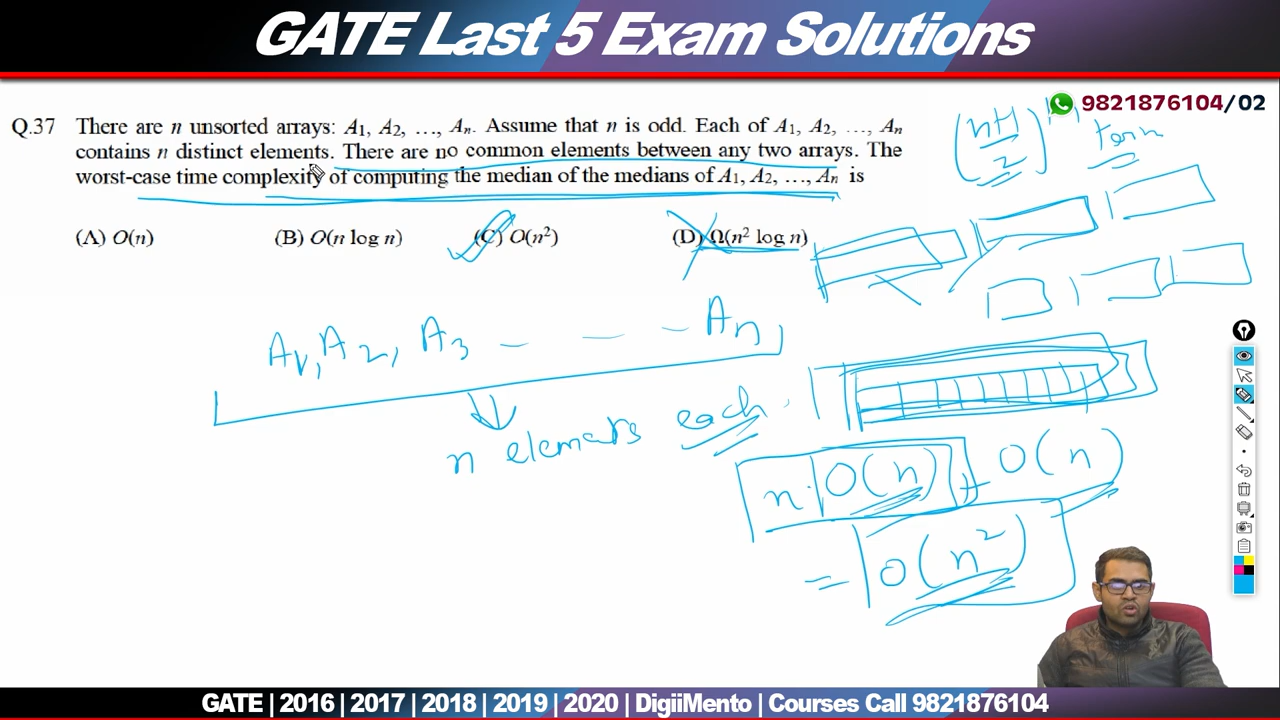 GATE Last 5 Exam Solutions
9821876104/02
Q.37 There are n unsorted arrays: A1, A2, …, An. Assume that n is odd. Each of A1, A2, …, An
contains n distinct elements. There are no common elements between any two arrays. The
worst-case time complexity of computing the median of the medians of A1, A2, …, An is
(A) O(n) (B) O(n log n) (C) O(n²) (D) Ω(n² log n)
(n+1/2) term
A1, A2, A3 - - - An
n elements each.
n · O(n) + O(n)
= O(n²)
GATE | 2016 | 2017 | 2018 | 2019 | 2020 | DigiiMento | Courses Call 9821876104